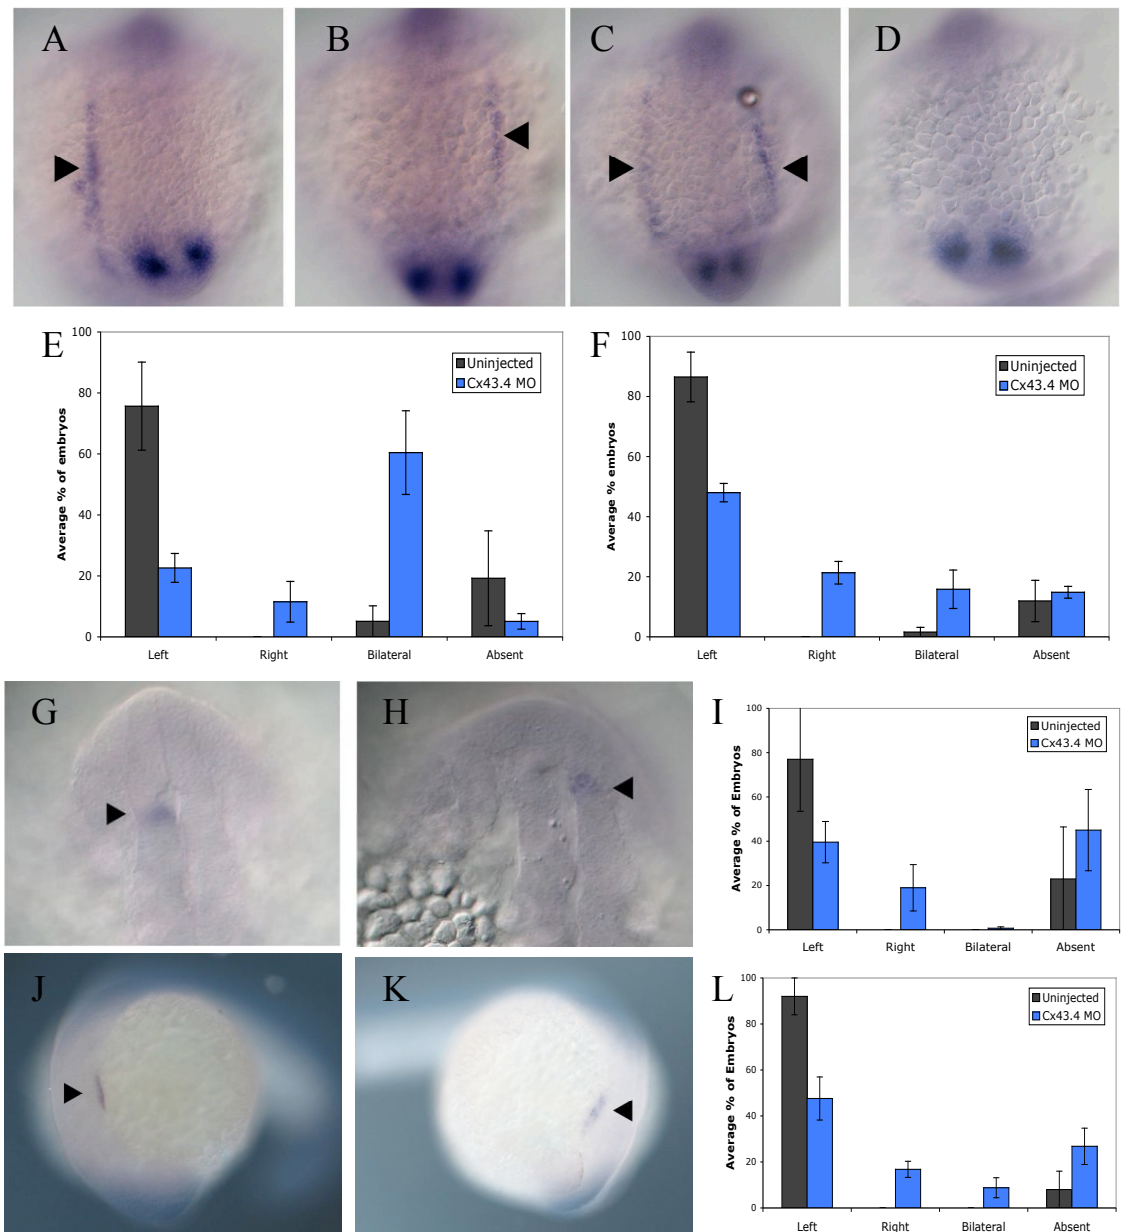 A
B
C
D
E
100
80
60
40
20
0
Average % of embryos
Uninjected
Cx43.4 MO
Left
Right
Bilateral
Absent
F
100
80
60
40
20
0
Average % embryos
Uninjected
Cx43.4 MO
Left
Right
Bilateral
Absent
G
H
I
100
80
60
40
20
0
Average % of Embryos
Uninjected
Cx43.4 MO
Left
Right
Bilateral
Absent
J
K
L
100
80
60
40
20
0
Average % of Embryos
Uninjected
Cx43.4 MO
Left
Right
Bilateral
Absent